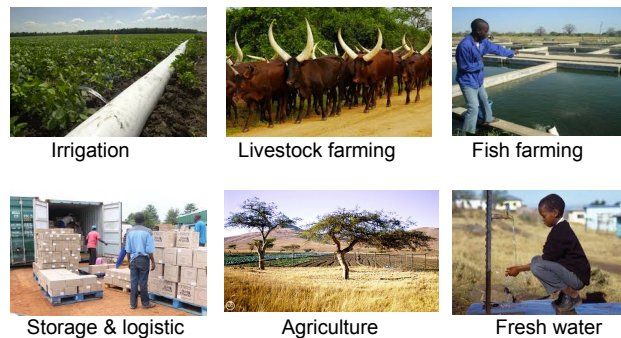 Irrigation
Livestock farming
Fish farming
Storage & logistic
Agriculture
Fresh water